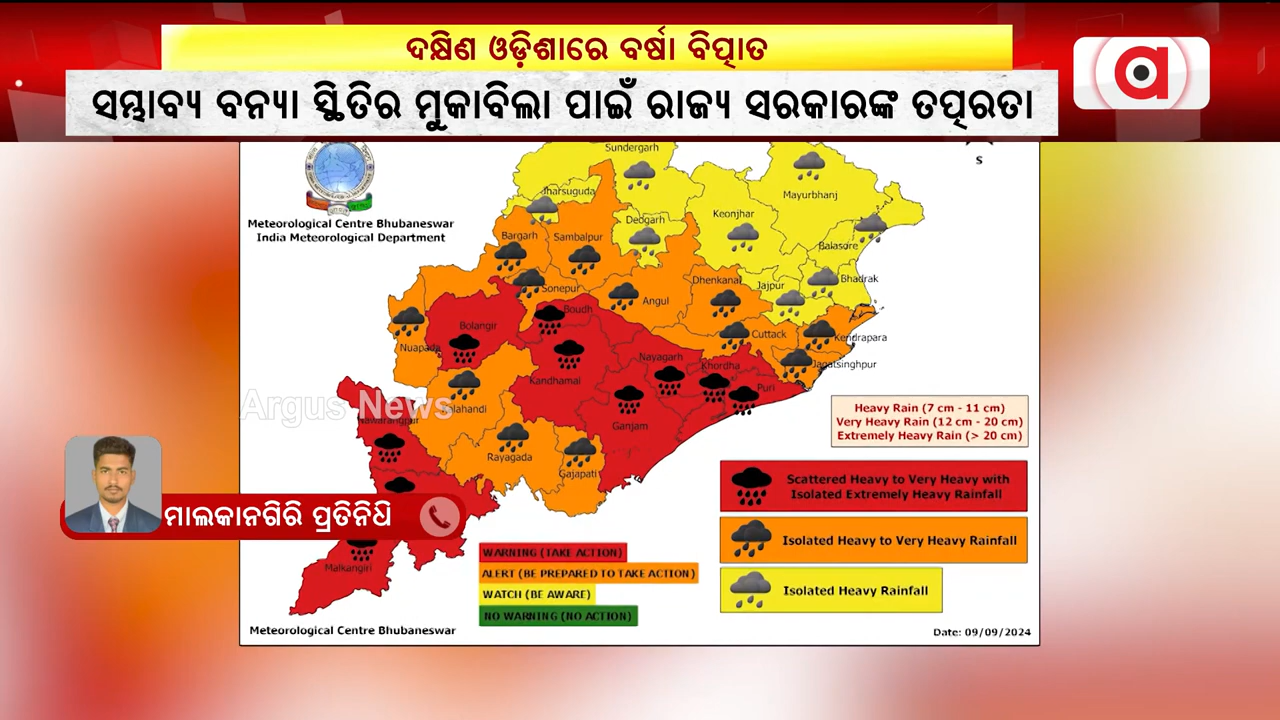 ଦକ୍ଷିଣ ଓଡ଼ିଶାରେ ବର୍ଷା ବିତ୍ପାତ
ସମ୍ଭାବ୍ୟ ବନ୍ୟା ସ୍ଥିତିର ମୁକାବିଲା ପାଇଁ ରାଜ୍ୟ ସରକାରଙ୍କ ତତ୍ପରତା
a
S
Meteorological Centre Bhubaneswar
India Meteorological Department
Sundergarh
Jharsuguda
Mayurbhanj
Keonjhar
Deogarh
Bargarh
Sambalpur
Balasore
Sonepur
Angul
Dhenkanal
Jajpur
Bhadrak
Boudh
Bolangir
Cuttack
Kendrapara
Nuapada
Nayagarh
Khordha
Jagatsinghpur
Kandhamal
Puri
Argus News
Ganjam
Rayagada
Gajapati
Malkangiri
Heavy Rain (7 cm - 11 cm)
Very Heavy Rain (12 cm - 20 cm)
Extremely Heavy Rain (> 20 cm)
Scattered Heavy to Very Heavy with
Isolated Extremely Heavy Rainfall
Isolated Heavy to Very Heavy Rainfall
Isolated Heavy Rainfall
ମାଲକାନଗିରି ପ୍ରତିନିଧି
WARNING (TAKE ACTION)
ALERT (BE PREPARED TO TAKE ACTION)
WATCH (BE AWARE)
NO WARNING (NO ACTION)
Meteorological Centre Bhubaneswar
Date: 09/09/2024